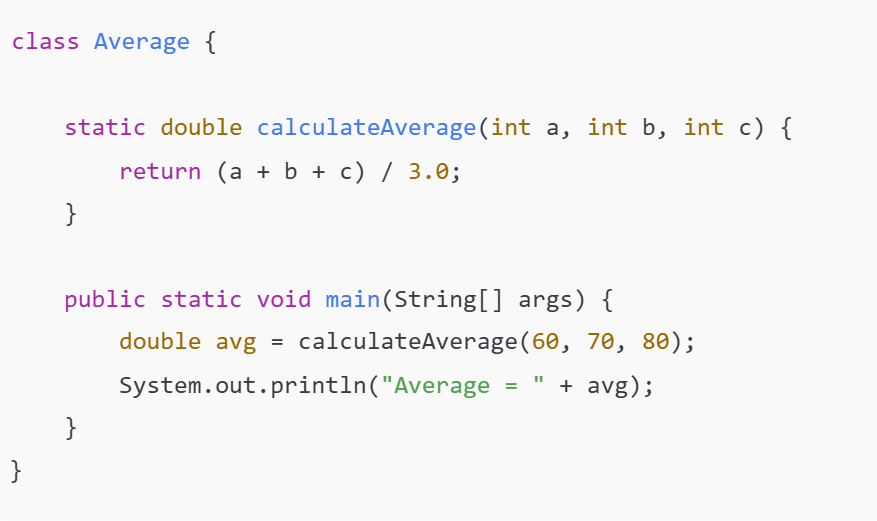 class Average {
    static double calculateAverage(int a, int b, int c) {
        return (a + b + c) / 3.0;
    }
    public static void main(String[] args) {
        double avg = calculateAverage(60, 70, 80);
        System.out.println("Average = " + avg);
    }
}